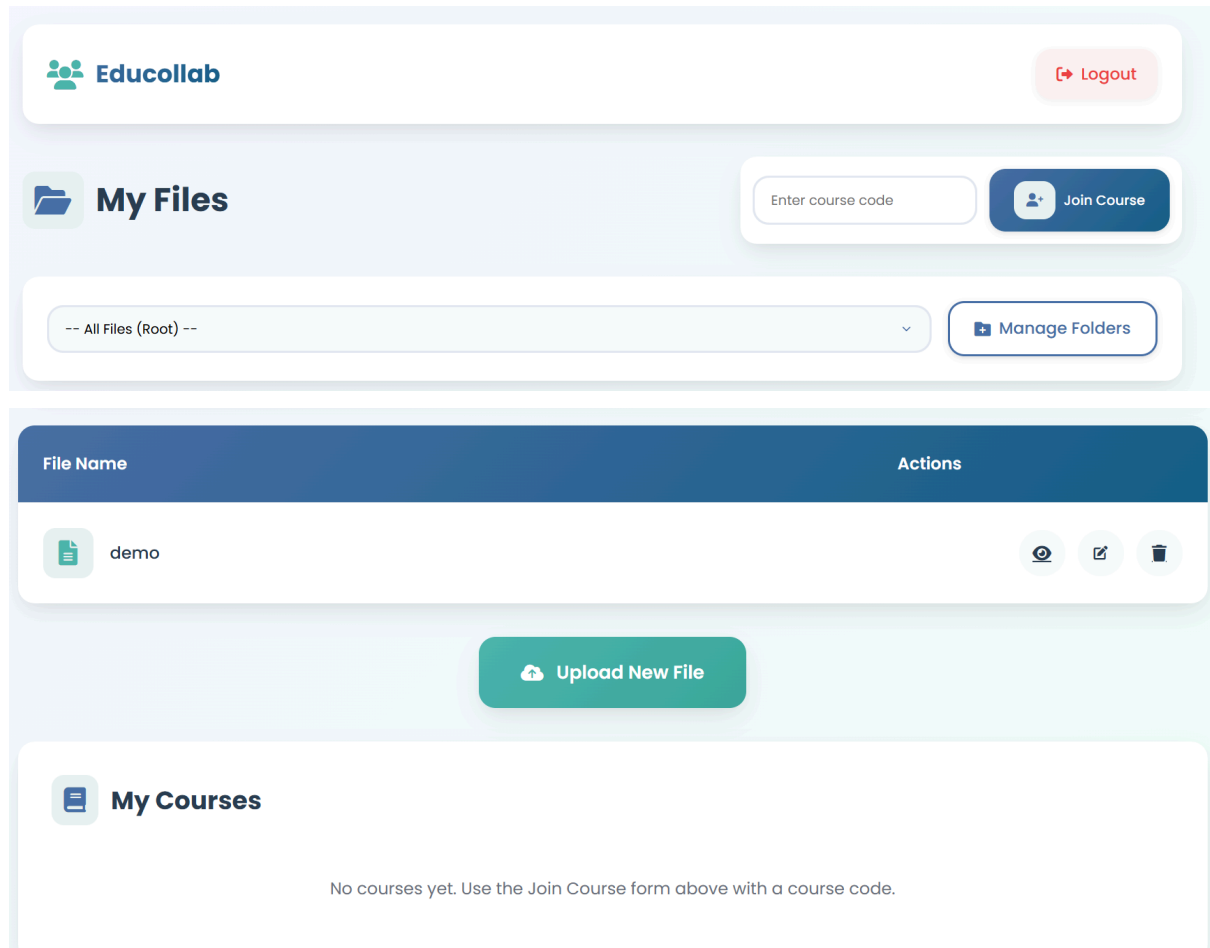 Educollab
Logout
My Files
Enter course code
Join Course
-- All Files (Root) --
Manage Folders
File Name
Actions
demo
Upload New File
My Courses
No courses yet. Use the Join Course form above with a course code.